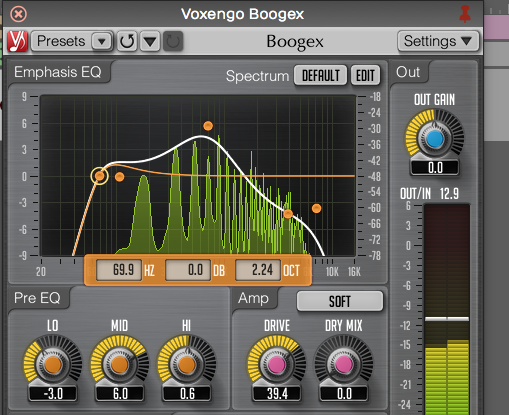 Voxengo Boogex
Presets Boogex Settings
Emphasis EQ Spectrum DEFAULT EDIT Out
9 -18
-24
6 -30
-36
3 -42
0 -48
-54
-3 -60
-66
-6 -72
-9 -78
20 10K 16K
69.9 HZ 0.0 DB 2.24 OCT
OUT GAIN
0.0
OUT/IN 12.9
6
3
0
-3
-6
-9
-12
-15
-18
-21
-24
Pre EQ Amp SOFT
LO MID HI DRIVE DRY MIX
-3.0 6.0 0.6 39.4 0.0